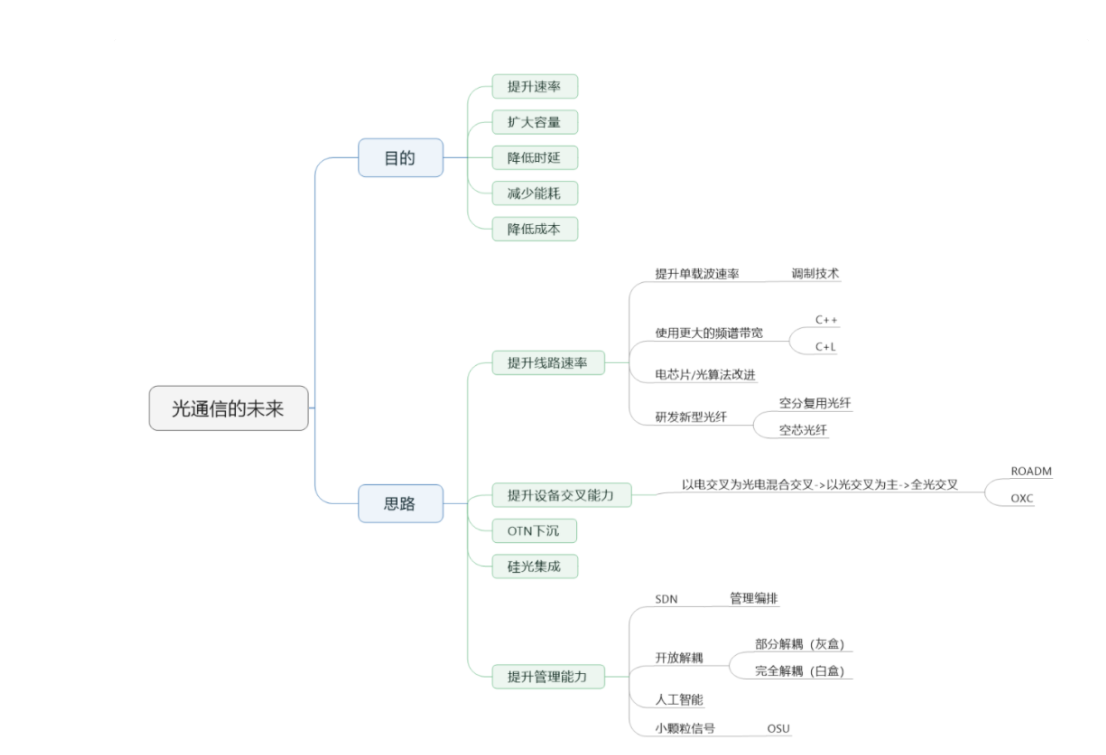 光通信的未来
目的
提升速率
扩大容量
降低时延
减少能耗
降低成本
思路
提升线路速率
提升单载波速率
调制技术
使用更大的频谱带宽
C++
C+L
电芯片/光算法改进
研发新型光纤
空分复用光纤
空芯光纤
提升设备交叉能力
以电交叉为光电混合交叉->以光交叉为主->全光交叉
ROADM
OXC
OTN下沉
硅光集成
提升管理能力
SDN
管理编排
开放解耦
部分解耦（灰盒）
完全解耦（白盒）
人工智能
小颗粒信号
OSU